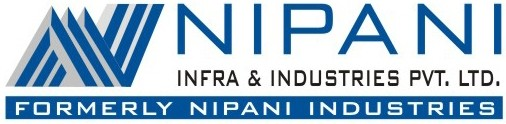 NIPANI
INFRA & INDUSTRIES PVT. LTD.
FORMERLY NIPANI INDUSTRIES